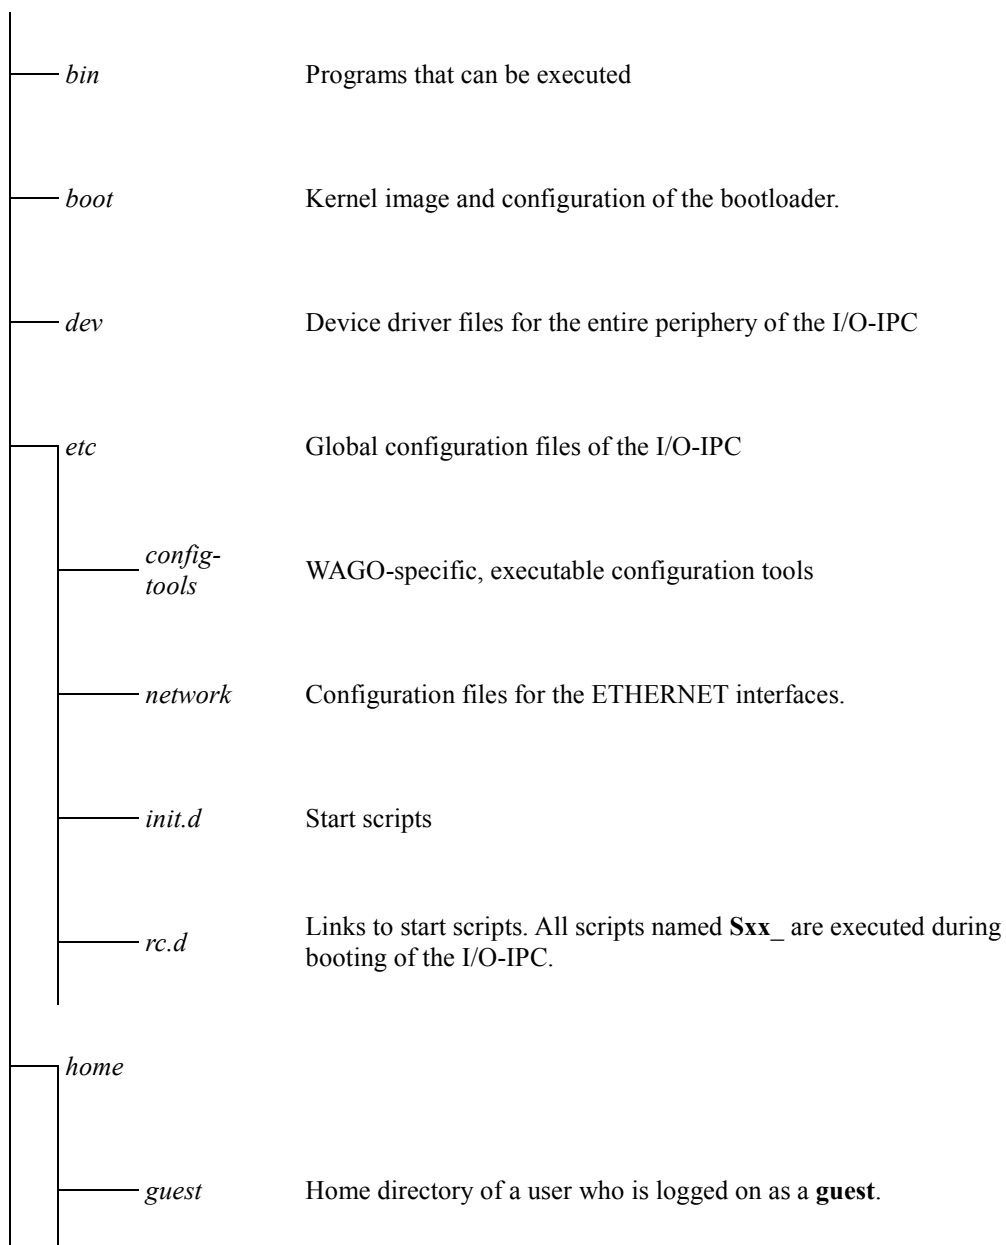 bin Programs that can be executed
boot Kernel image and configuration of the bootloader.
dev Device driver files for the entire periphery of the I/O-IPC
etc Global configuration files of the I/O-IPC
config-
tools WAGO-specific, executable configuration tools
network Configuration files for the ETHERNET interfaces.
init.d Start scripts
rc.d Links to start scripts. All scripts named Sxx_ are executed during
booting of the I/O-IPC.
home
guest Home directory of a user who is logged on as a guest.